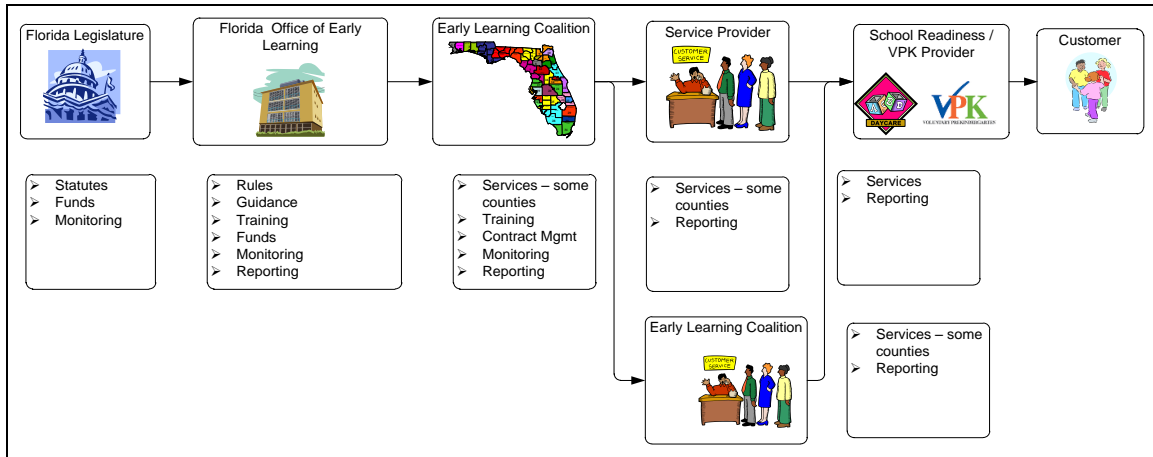 Florida Legislature
Florida Office of Early
Learning
Early Learning Coalition
Service Provider
CUSTOMER
SERVICE
School Readiness /
VPK Provider
DAYCARE
VPK
VOLUNTARY PREKINDERGARTEN
Customer
➢ Statutes
➢ Funds
➢ Monitoring
➢ Rules
➢ Guidance
➢ Training
➢ Funds
➢ Monitoring
➢ Reporting
➢ Services – some
counties
➢ Training
➢ Contract Mgmt
➢ Monitoring
➢ Reporting
➢ Services – some
counties
➢ Reporting
➢ Services
➢ Reporting
Early Learning Coalition
CUSTOMER
SERVICE
➢ Services – some
counties
➢ Reporting